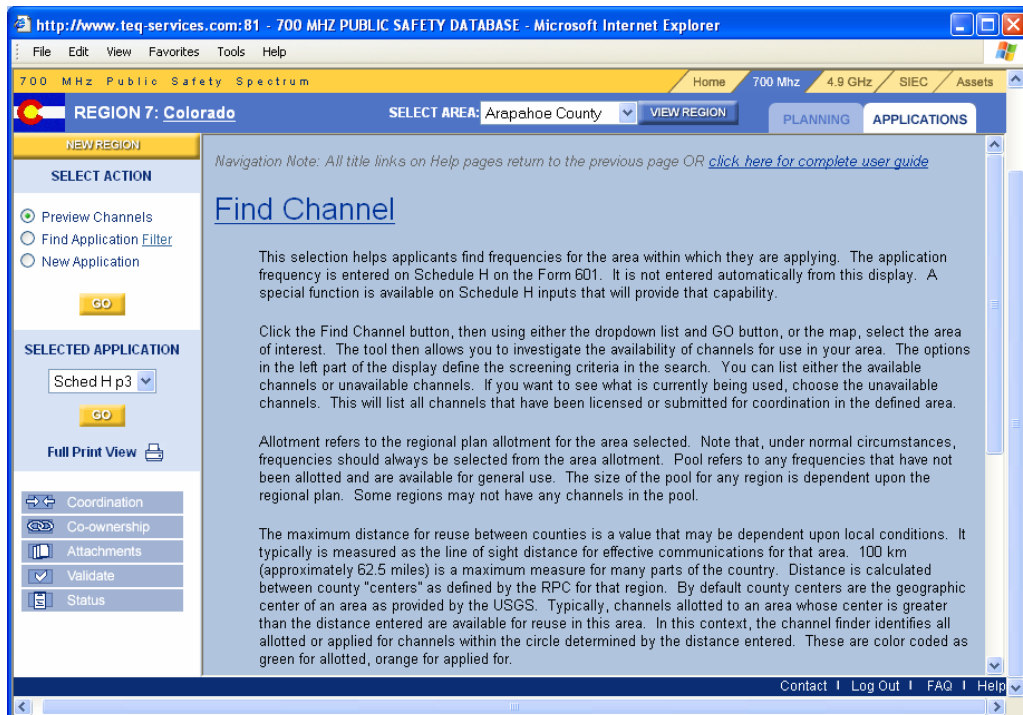 http://www.teq-services.com:81 - 700 MHZ PUBLIC SAFETY DATABASE - Microsoft Internet Explorer
File Edit View Favorites Tools Help
700 MHz Public Safety Spectrum
Home 700 Mhz 4.9 GHz SIEC Assets
REGION 7: Colorado
SELECT AREA: Arapahoe County VIEW REGION
PLANNING APPLICATIONS
NEW REGION
SELECT ACTION
Preview Channels
Find Application Filter
New Application
GO
SELECTED APPLICATION
Sched H p3
GO
Full Print View
Coordination
Co-ownership
Attachments
Validate
Status
Navigation Note: All title links on Help pages return to the previous page OR click here for complete user guide
Find Channel
This selection helps applicants find frequencies for the area within which they are applying. The application
frequency is entered on Schedule H on the Form 601. It is not entered automatically from this display. A
special function is available on Schedule H inputs that will provide that capability.
Click the Find Channel button, then using either the dropdown list and GO button, or the map, select the area
of interest. The tool then allows you to investigate the availability of channels for use in your area. The options
in the left part of the display define the screening criteria in the search. You can list either the available
channels or unavailable channels. If you want to see what is currently being used, choose the unavailable
channels. This will list all channels that have been licensed or submitted for coordination in the defined area.
Allotment refers to the regional plan allotment for the area selected. Note that, under normal circumstances,
frequencies should always be selected from the area allotment. Pool refers to any frequencies that have not
been allotted and are available for general use. The size of the pool for any region is dependent upon the
regional plan. Some regions may not have any channels in the pool.
The maximum distance for reuse between counties is a value that may be dependent upon local conditions. It
typically is measured as the line of sight distance for effective communications for that area. 100 km
(approximately 62.5 miles) is a maximum measure for many parts of the country. Distance is calculated
between county "centers" as defined by the RPC for that region. By default county centers are the geographic
center of an area as provided by the USGS. Typically, channels allotted to an area whose center is greater
than the distance entered are available for reuse in this area. In this context, the channel finder identifies all
allotted or applied for channels within the circle determined by the distance entered. These are color coded as
green for allotted, orange for applied for.
Contact | Log Out | FAQ | Help